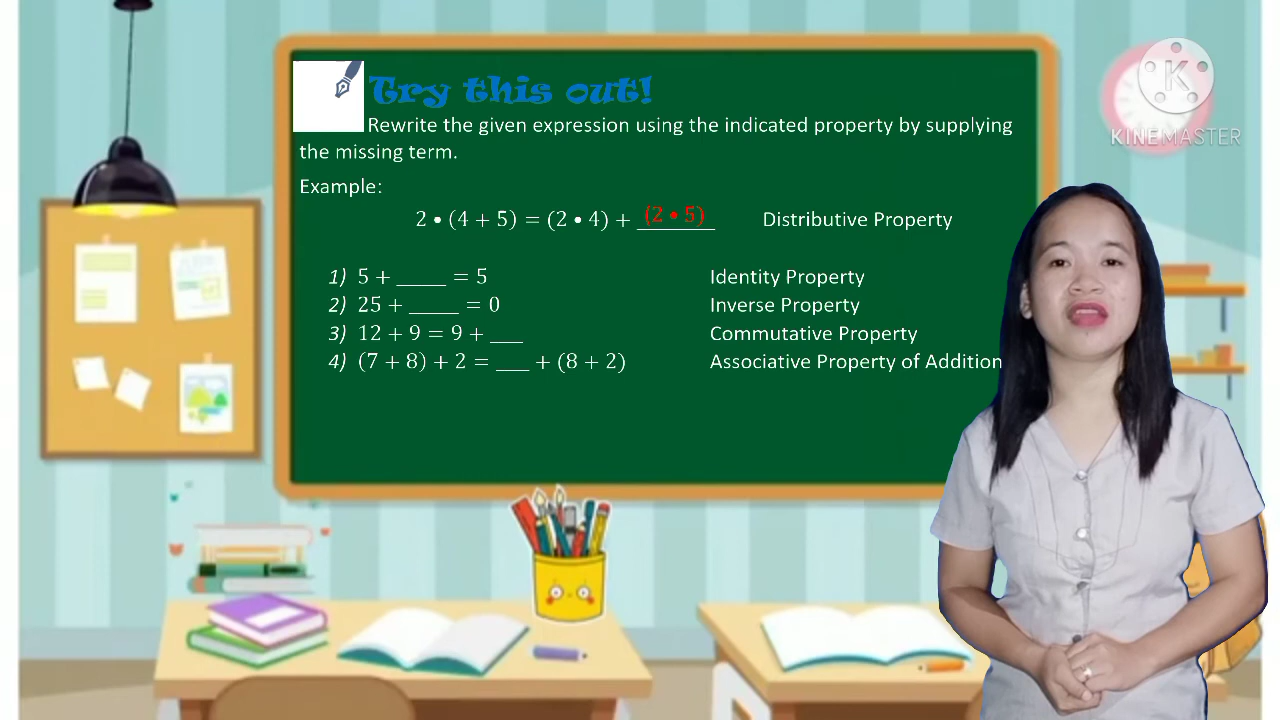 Try this out!
Rewrite the given expression using the indicated property by supplying
the missing term.
Example:
2 • (4 + 5) = (2 • 4) + (2 • 5) Distributive Property
1) 5 + ____ = 5 Identity Property
2) 25 + ____ = 0 Inverse Property
3) 12 + 9 = 9 + ___ Commutative Property
4) (7 + 8) + 2 = ___ + (8 + 2) Associative Property of Addition
K
KINEMASTER